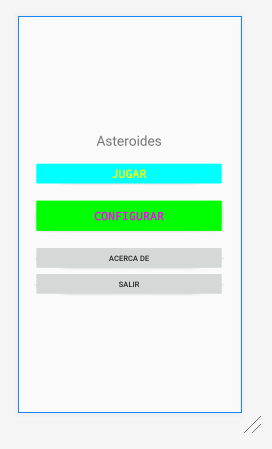 Asteroides
JUGAR
CONFIGURAR
ACERCA DE
SALIR